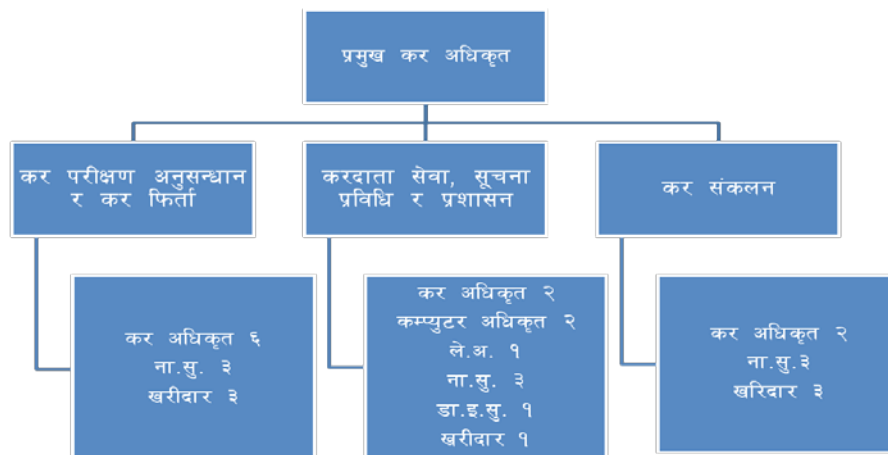 प्रमुख कर अधिकृत
कर परीक्षण अनुसन्धान
र कर फिर्ता
करदाता सेवा, सूचना
प्रविधि र प्रशासन
कर संकलन
कर अधिकृत ६
ना.सु. ३
खरीदार ३
कर अधिकृत २
कम्प्युटर अधिकृत २
ले.अ. १
ना.सु. ३
डा.इ.सु. १
खरीदार १
कर अधिकृत २
ना.सु.३
खरिदार ३